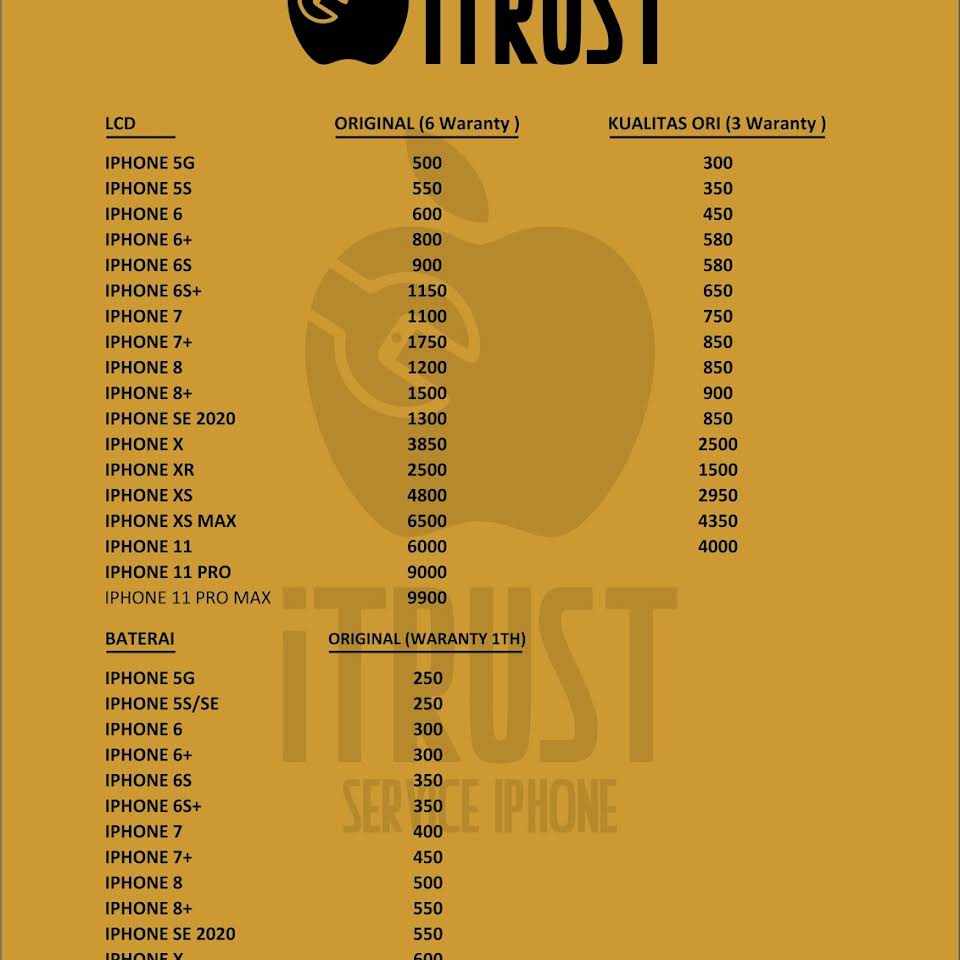 iTRUST
LCD ORIGINAL (6 Waranty ) KUALITAS ORI (3 Waranty )
IPHONE 5G 500 300
IPHONE 5S 550 350
IPHONE 6 600 450
IPHONE 6+ 800 580
IPHONE 6S 900 580
IPHONE 6S+ 1150 650
IPHONE 7 1100 750
IPHONE 7+ 1750 850
IPHONE 8 1200 850
IPHONE 8+ 1500 900
IPHONE SE 2020 1300 850
IPHONE X 3850 2500
IPHONE XR 2500 1500
IPHONE XS 4800 2950
IPHONE XS MAX 6500 4350
IPHONE 11 6000 4000
IPHONE 11 PRO 9000
IPHONE 11 PRO MAX 9900
BATERAI ORIGINAL (WARANTY 1TH)
IPHONE 5G 250
IPHONE 5S/SE 250
IPHONE 6 300
IPHONE 6+ 300
IPHONE 6S 350
IPHONE 6S+ 350
IPHONE 7 400
IPHONE 7+ 450
IPHONE 8 500
IPHONE 8+ 550
IPHONE SE 2020 550
IPHONE X 600
iTRUST
SERVICE IPHONE